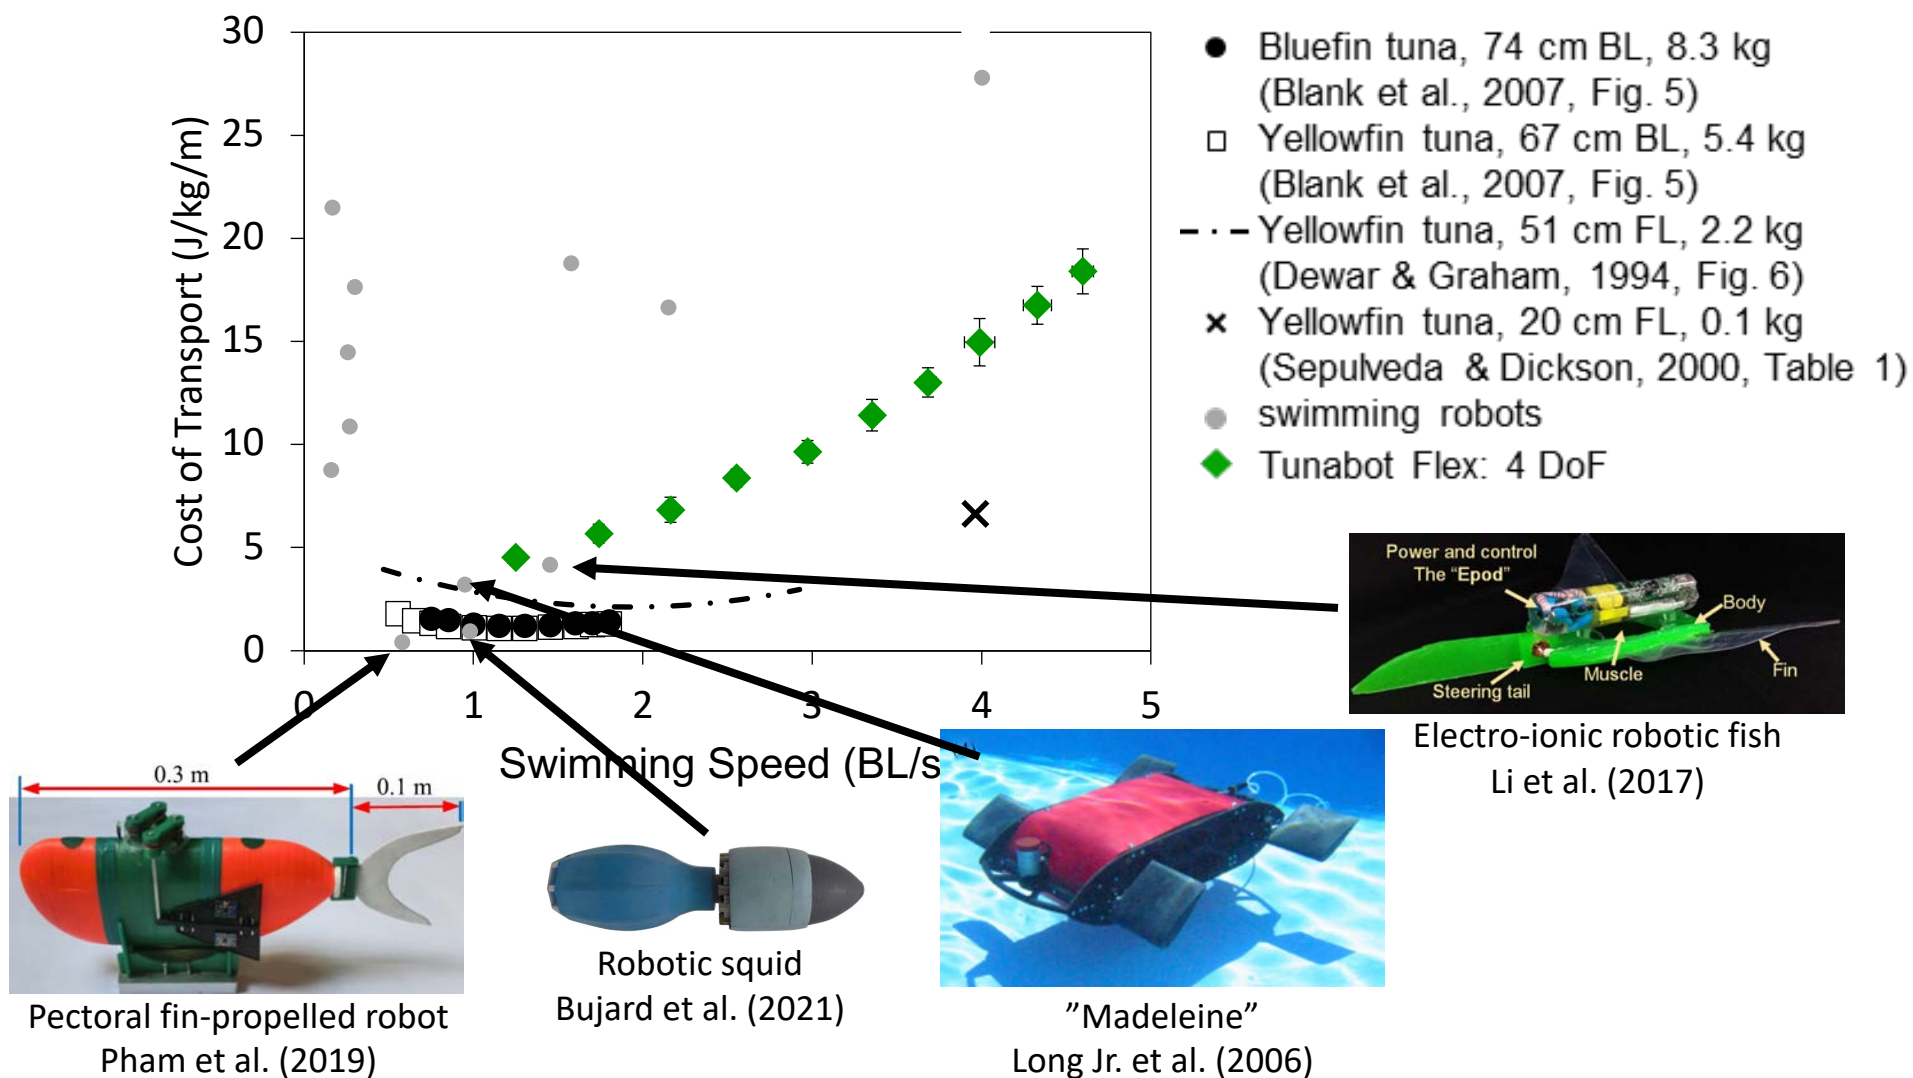 30
25
20
15
10
5
0
Cost of Transport (J/kg/m)
0 1 2 3 4 5
Swimming Speed (BL/s
Bluefin tuna, 74 cm BL, 8.3 kg
(Blank et al., 2007, Fig. 5)
Yellowfin tuna, 67 cm BL, 5.4 kg
(Blank et al., 2007, Fig. 5)
Yellowfin tuna, 51 cm FL, 2.2 kg
(Dewar & Graham, 1994, Fig. 6)
Yellowfin tuna, 20 cm FL, 0.1 kg
(Sepulveda & Dickson, 2000, Table 1)
swimming robots
Tunabot Flex: 4 DoF
Power and control
The "Epod"
Body
Fin
Muscle
Steering tail
Electro-ionic robotic fish
Li et al. (2017)
0.3 m
0.1 m
Pectoral fin-propelled robot
Pham et al. (2019)
Robotic squid
Bujard et al. (2021)
”Madeleine”
Long Jr. et al. (2006)